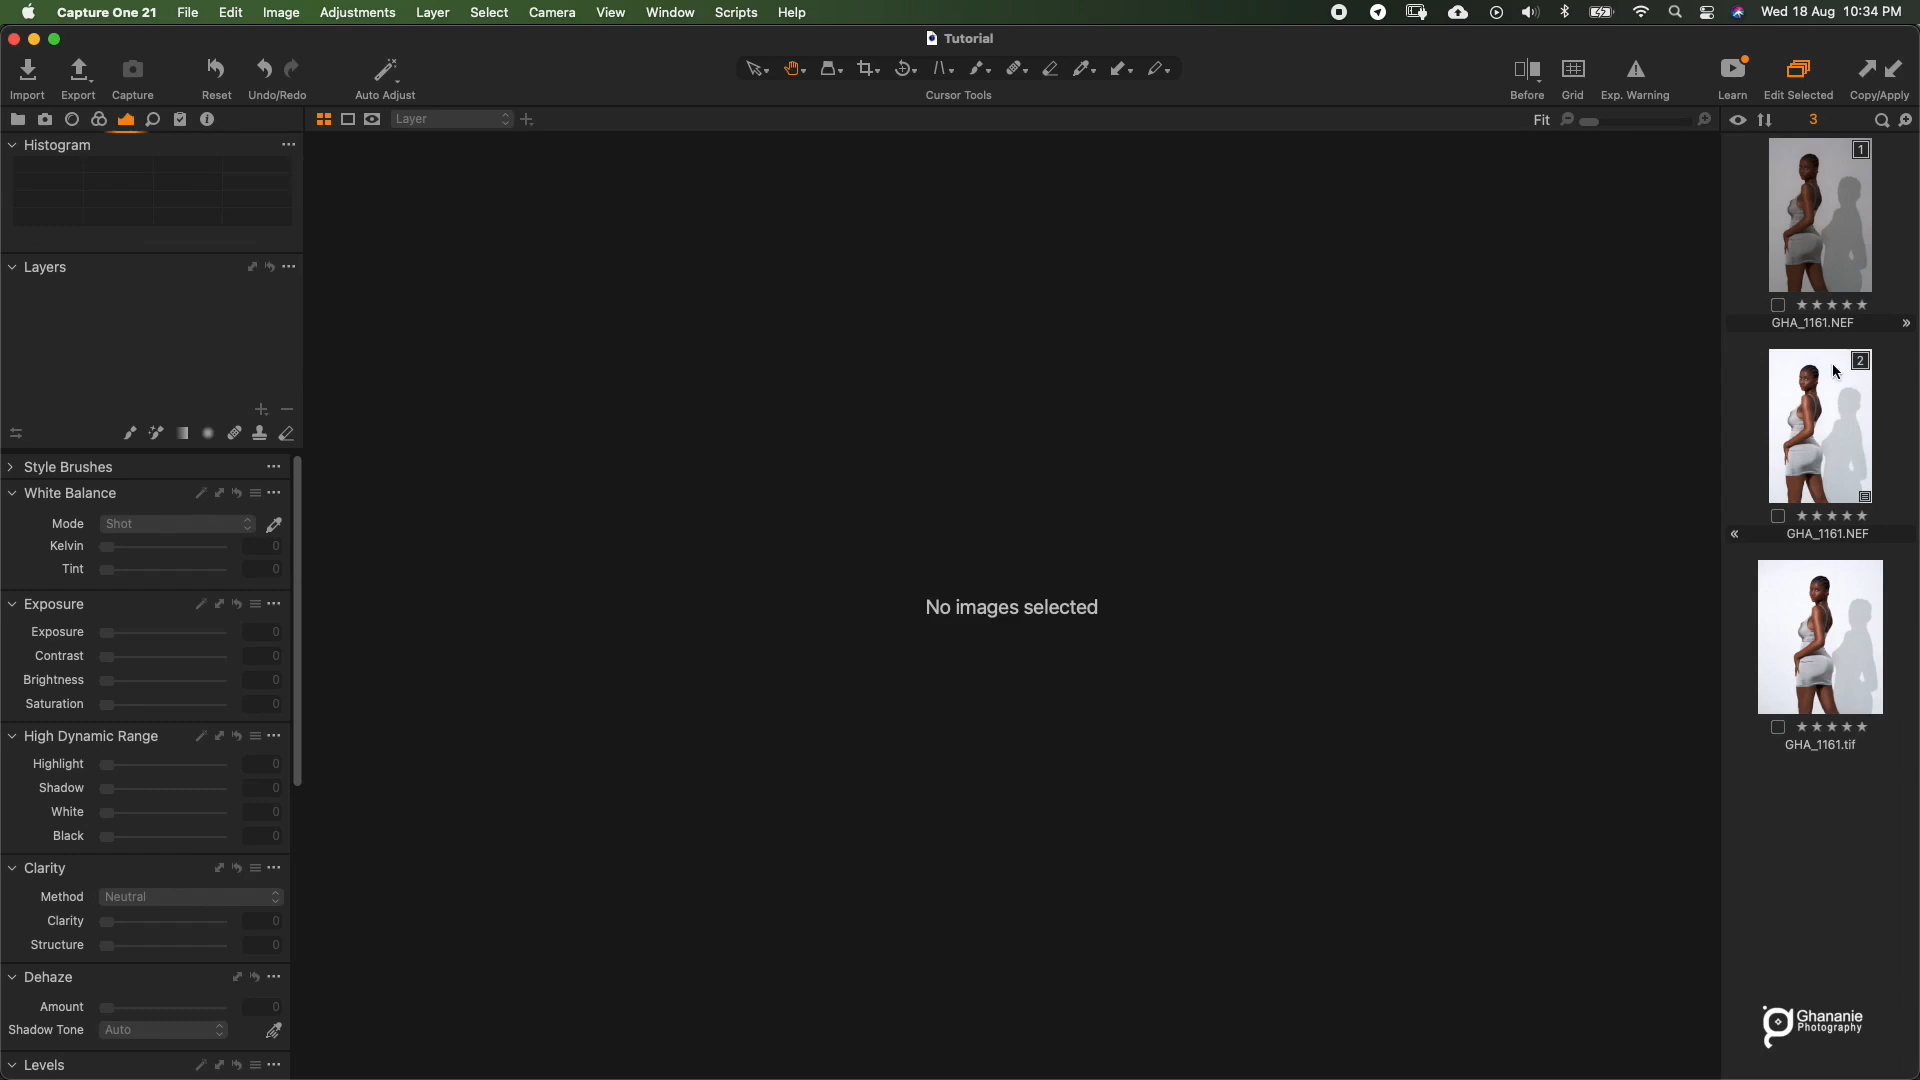 Capture One 21 File Edit Image Adjustments Layer Select Camera View Window Scripts Help Wed 18 Aug 10:34 PM
Tutorial
Import Export Capture Reset Undo/Redo Auto Adjust Cursor Tools Before Grid Exp. Warning Learn Edit Selected Copy/Apply
Layer Fit 3
Histogram
Layers
Style Brushes
White Balance
Mode Shot
Kelvin 0
Tint 0
Exposure
Exposure 0
Contrast 0
Brightness 0
Saturation 0
High Dynamic Range
Highlight 0
Shadow 0
White 0
Black 0
Clarity
Method Neutral
Clarity 0
Structure 0
Dehaze
Amount 0
Shadow Tone Auto
Levels
No images selected
1
GHA_1161.NEF
2
GHA_1161.NEF
GHA_1161.tif
Ghananie
Photography